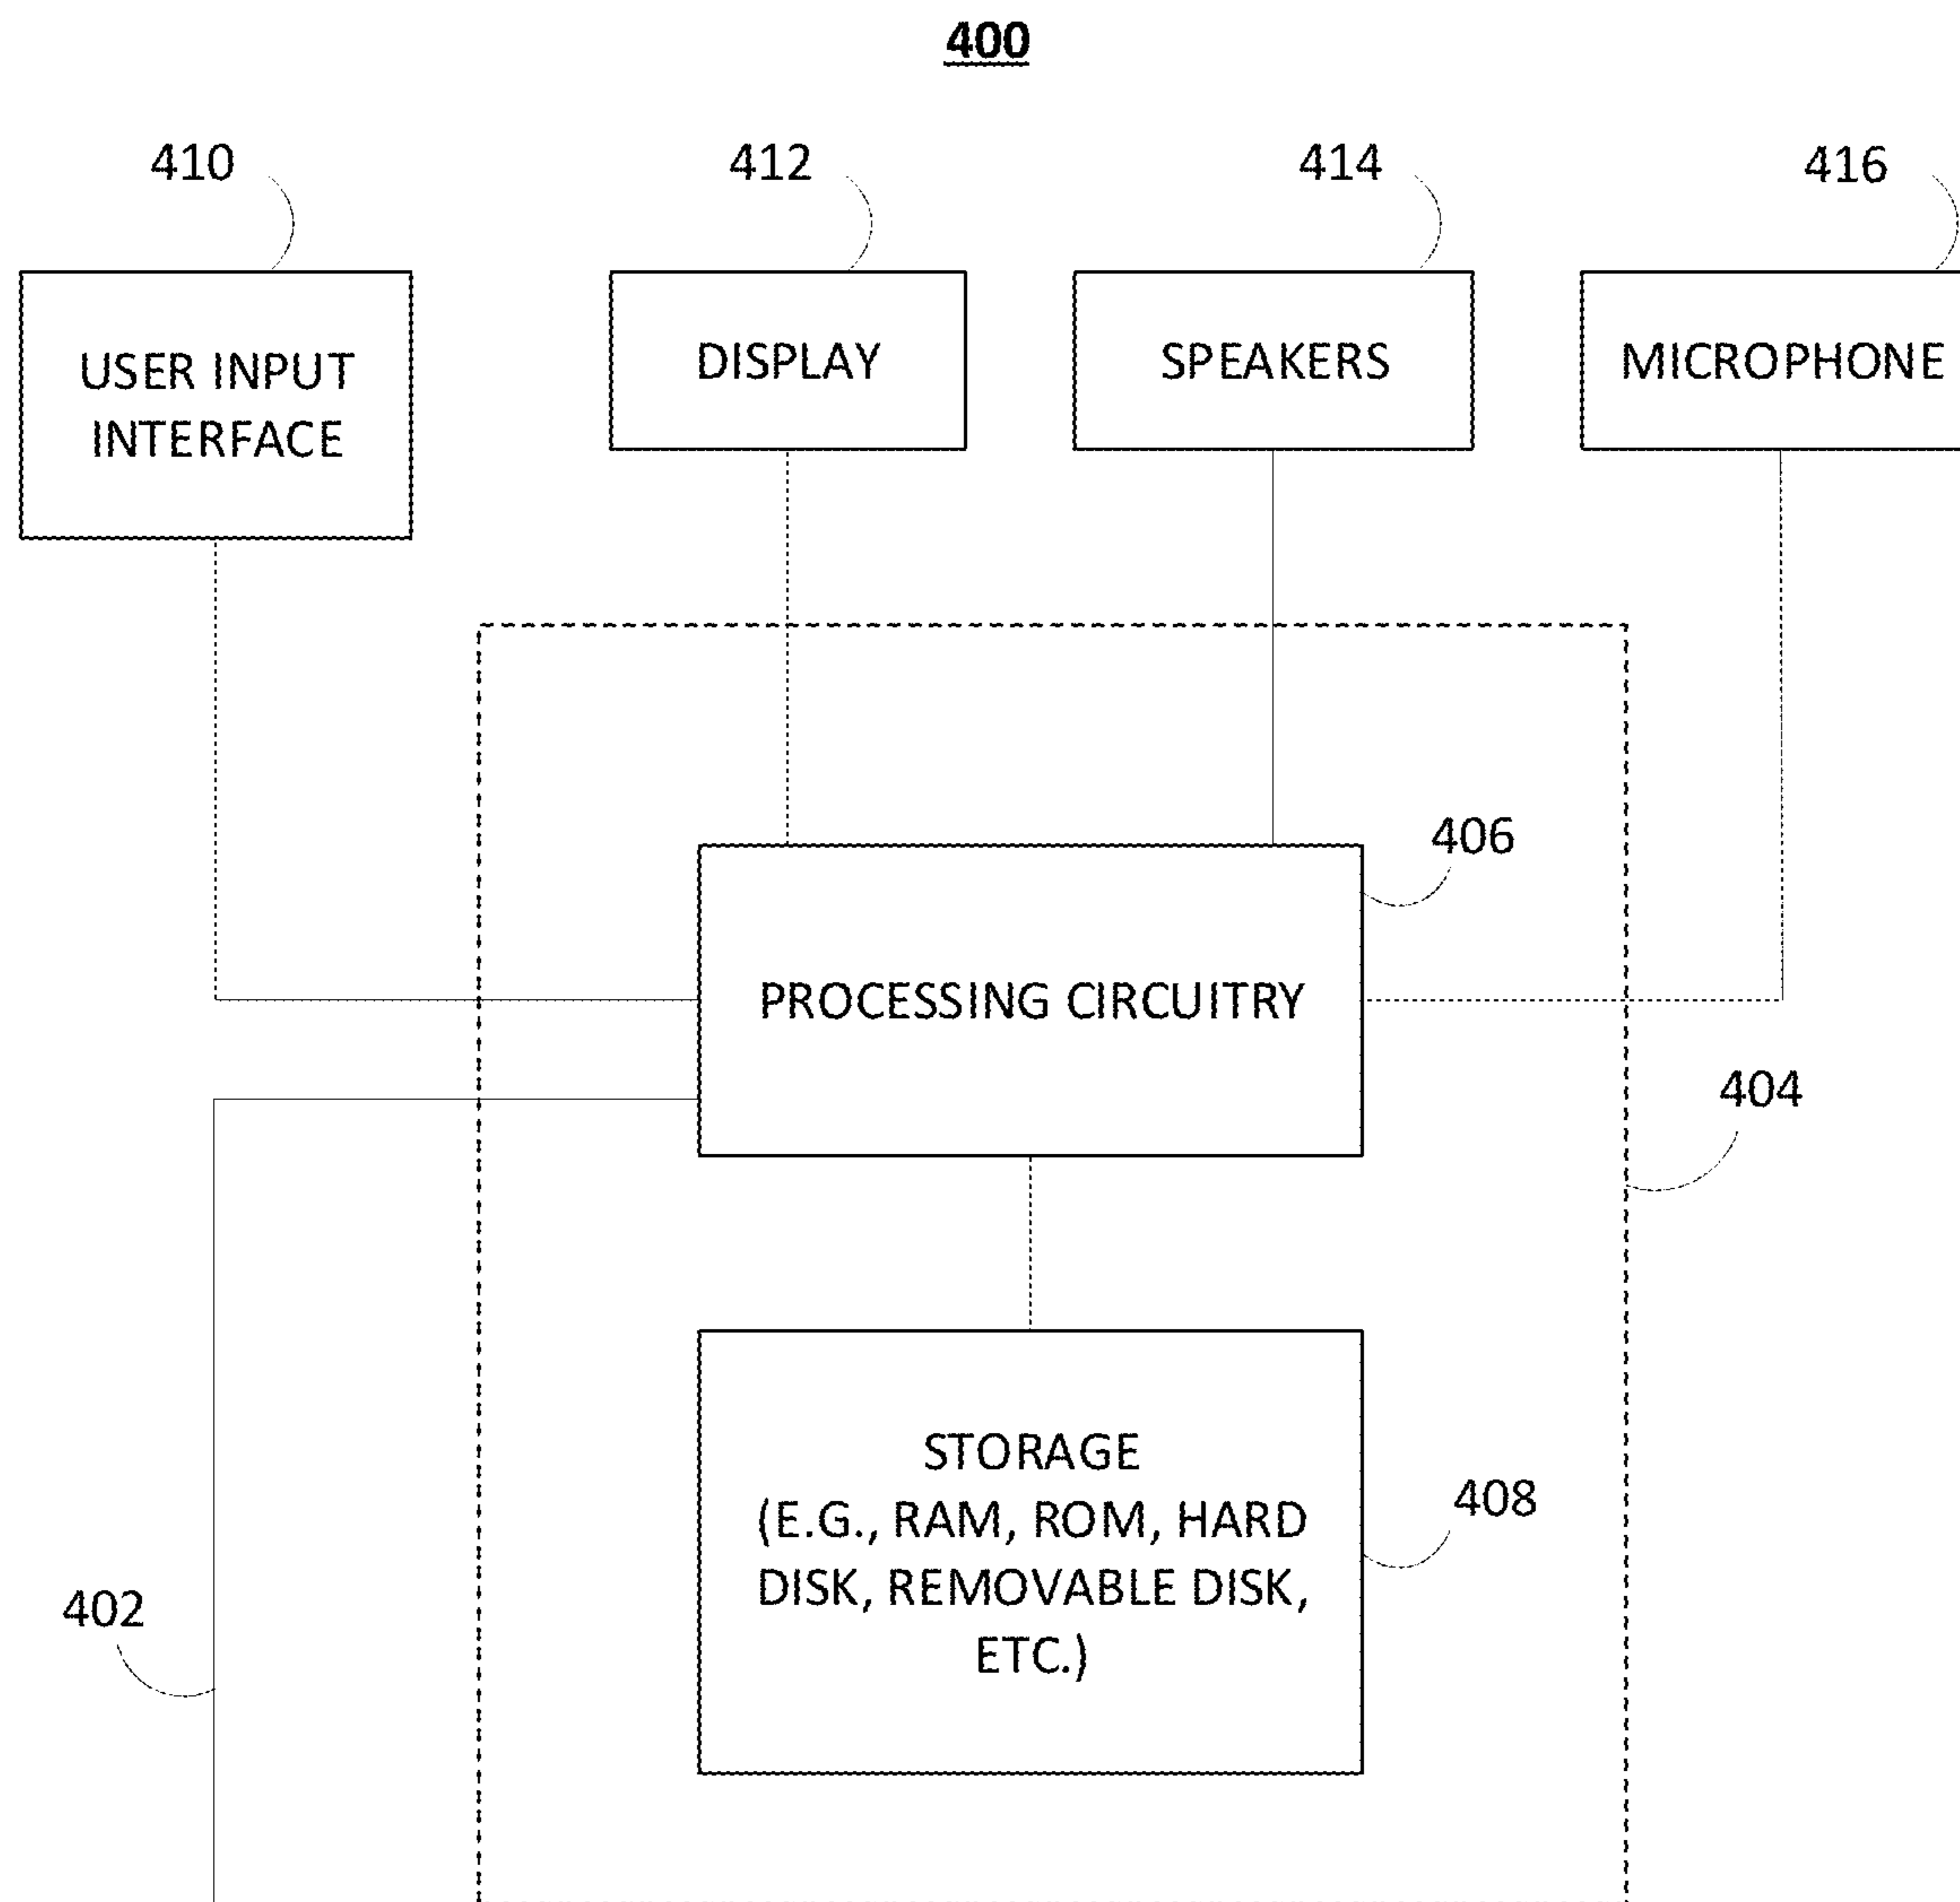 400
410
412
414
416
USER INPUT
INTERFACE
DISPLAY
SPEAKERS
MICROPHONE
406
PROCESSING CIRCUITRY
404
STORAGE
(E.G., RAM, ROM, HARD
DISK, REMOVABLE DISK,
ETC.)
408
402